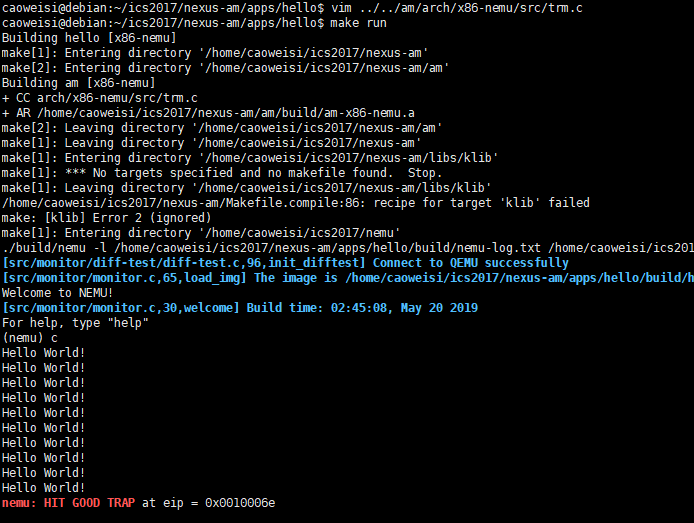 caoweisi@debian:~/ics2017/nexus-am/apps/hello$ vim ../../am/arch/x86-nemu/src/trm.c
caoweisi@debian:~/ics2017/nexus-am/apps/hello$ make run
Building hello [x86-nemu]
make[1]: Entering directory '/home/caoweisi/ics2017/nexus-am'
make[2]: Entering directory '/home/caoweisi/ics2017/nexus-am/am'
Building am [x86-nemu]
+ CC arch/x86-nemu/src/trm.c
+ AR /home/caoweisi/ics2017/nexus-am/am/build/am-x86-nemu.a
make[2]: Leaving directory '/home/caoweisi/ics2017/nexus-am/am'
make[1]: Leaving directory '/home/caoweisi/ics2017/nexus-am'
make[1]: Entering directory '/home/caoweisi/ics2017/nexus-am/libs/klib'
make[1]: *** No targets specified and no makefile found.  Stop.
make[1]: Leaving directory '/home/caoweisi/ics2017/nexus-am/libs/klib'
/home/caoweisi/ics2017/nexus-am/Makefile.compile:86: recipe for target 'klib' failed
make: [klib] Error 2 (ignored)
make[1]: Entering directory '/home/caoweisi/ics2017/nemu'
./build/nemu -l /home/caoweisi/ics2017/nexus-am/apps/hello/build/nemu-log.txt /home/caoweisi/ics201
[src/monitor/diff-test/diff-test.c,96,init_difftest] Connect to QEMU successfully
[src/monitor/monitor.c,65,load_img] The image is /home/caoweisi/ics2017/nexus-am/apps/hello/build/h
Welcome to NEMU!
[src/monitor/monitor.c,30,welcome] Build time: 02:45:08, May 20 2019
For help, type "help"
(nemu) c
Hello World!
Hello World!
Hello World!
Hello World!
Hello World!
Hello World!
Hello World!
Hello World!
Hello World!
Hello World!
nemu: HIT GOOD TRAP at eip = 0x0010006e